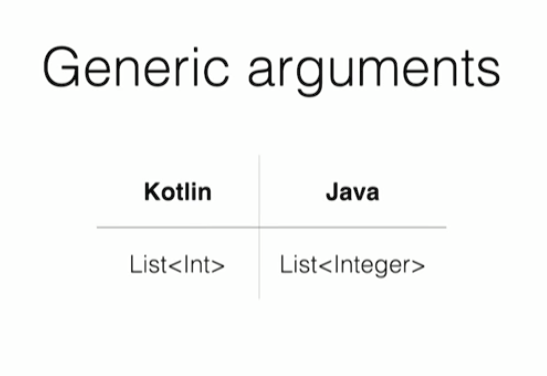 Generic arguments
Kotlin Java
List<Int> List<Integer>